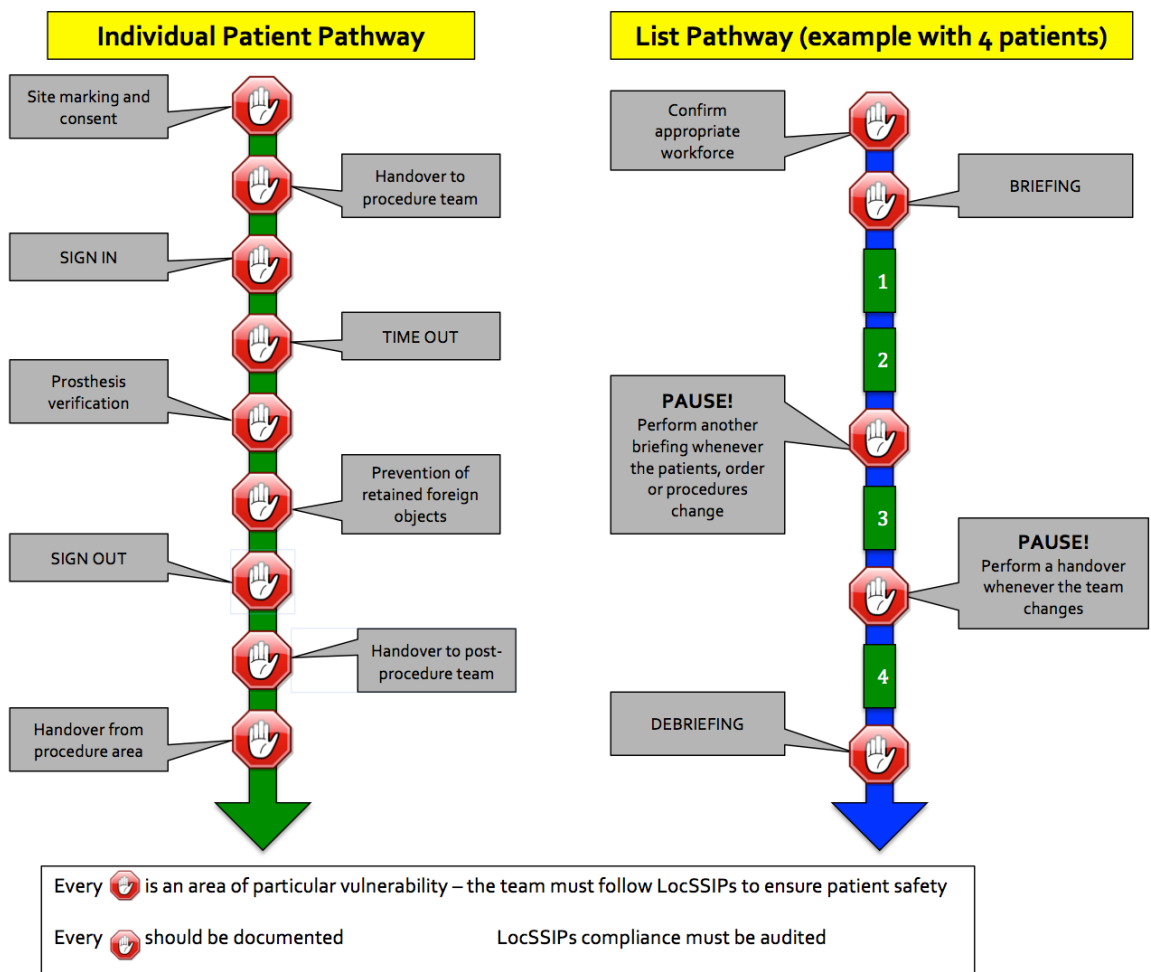 Individual Patient Pathway
Site marking and
consent
Handover to
procedure team
SIGN IN
TIME OUT
Prosthesis
verification
Prevention of
retained foreign
objects
SIGN OUT
Handover to post-
procedure team
Handover from
procedure area
List Pathway (example with 4 patients)
Confirm
appropriate
workforce
BRIEFING
1
2
PAUSE!
Perform another
briefing whenever
the patients, order
or procedures
change
3
PAUSE!
Perform a handover
whenever the team
changes
4
DEBRIEFING
Every is an area of particular vulnerability – the team must follow LocSSIPs to ensure patient safety
Every should be documented LocSSIPs compliance must be audited